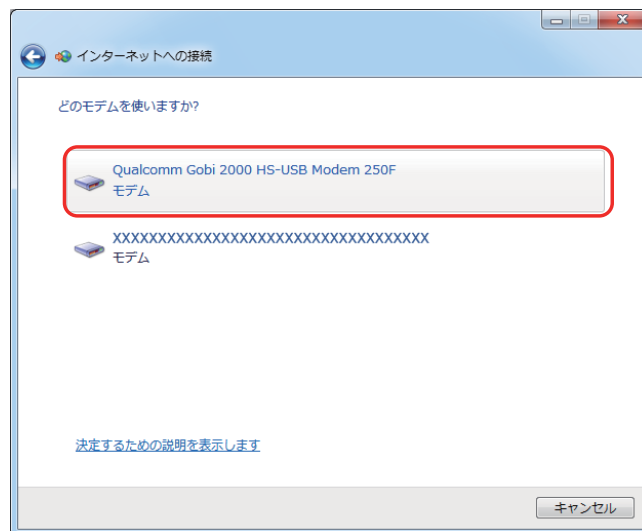 インターネットへの接続
どのモデムを使いますか?
Qualcomm Gobi 2000 HS-USB Modem 250F
モデム
XXXXXXXXXXXXXXXXXXXXXXXXXXXXXXXXXXX
モデム
決定するための説明を表示します
キャンセル